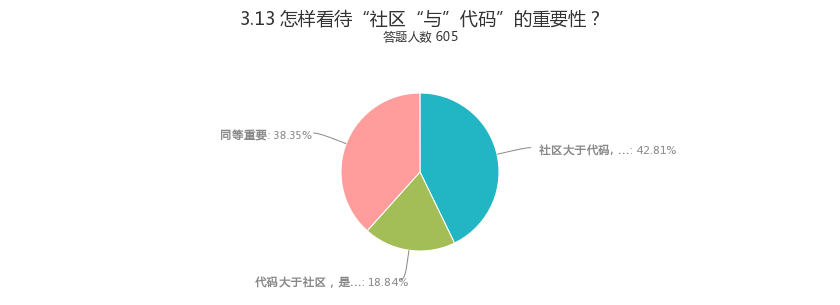 3.13 怎样看待“社区“与”代码”的重要性？
答题人数 605
同等重要: 38.35%
社区大于代码, ...: 42.81%
代码大于社区，是...: 18.84%